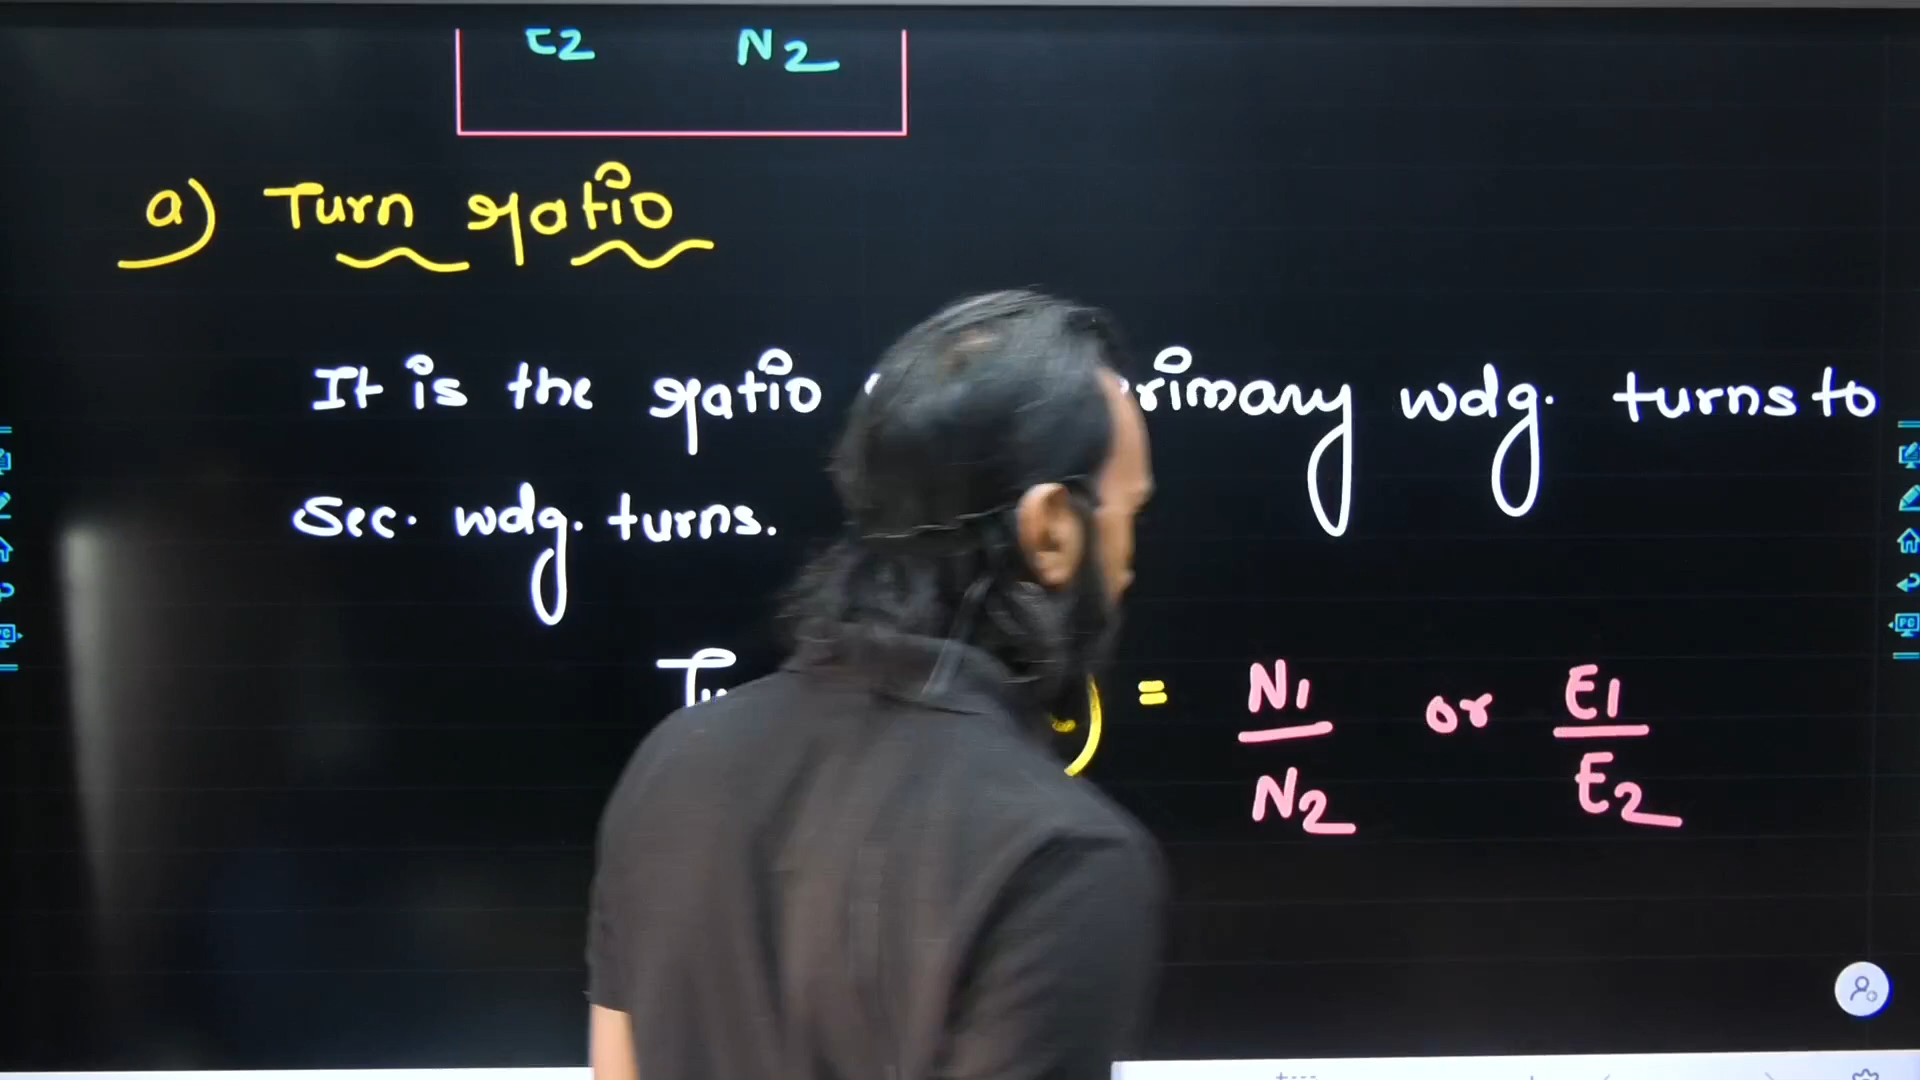 E2 N2
a) Turn ratio
It is the ratio primary wdg. turns to
sec. wdg. turns.
= N1 / N2 or E1 / E2